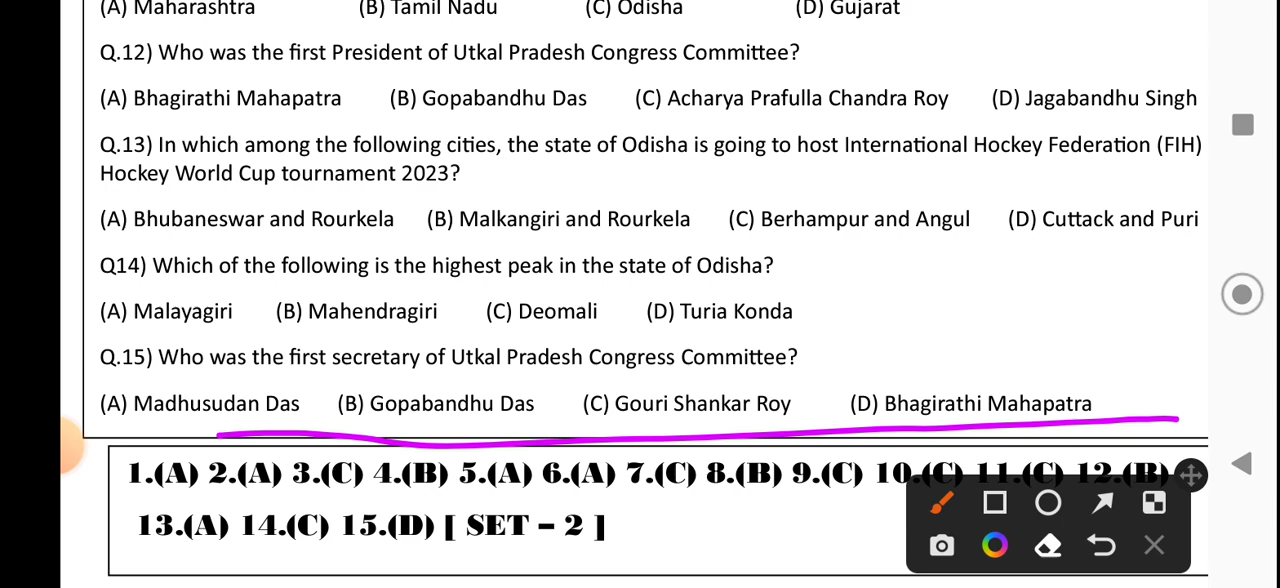 (A) Maharashtra (B) Tamil Nadu (C) Odisha (D) Gujarat
Q.12) Who was the first President of Utkal Pradesh Congress Committee?
(A) Bhagirathi Mahapatra (B) Gopabandhu Das (C) Acharya Prafulla Chandra Roy (D) Jagabandhu Singh
Q.13) In which among the following cities, the state of Odisha is going to host International Hockey Federation (FIH)
Hockey World Cup tournament 2023?
(A) Bhubaneswar and Rourkela (B) Malkangiri and Rourkela (C) Berhampur and Angul (D) Cuttack and Puri
Q14) Which of the following is the highest peak in the state of Odisha?
(A) Malayagiri (B) Mahendragiri (C) Deomali (D) Turia Konda
Q.15) Who was the first secretary of Utkal Pradesh Congress Committee?
(A) Madhusudan Das (B) Gopabandhu Das (C) Gouri Shankar Roy (D) Bhagirathi Mahapatra
1.(A) 2.(A) 3.(C) 4.(B) 5.(A) 6.(A) 7.(C) 8.(B) 9.(C) 10.(C) 11.(C) 12.(B)
13.(A) 14.(C) 15.(D) [ SET – 2 ]